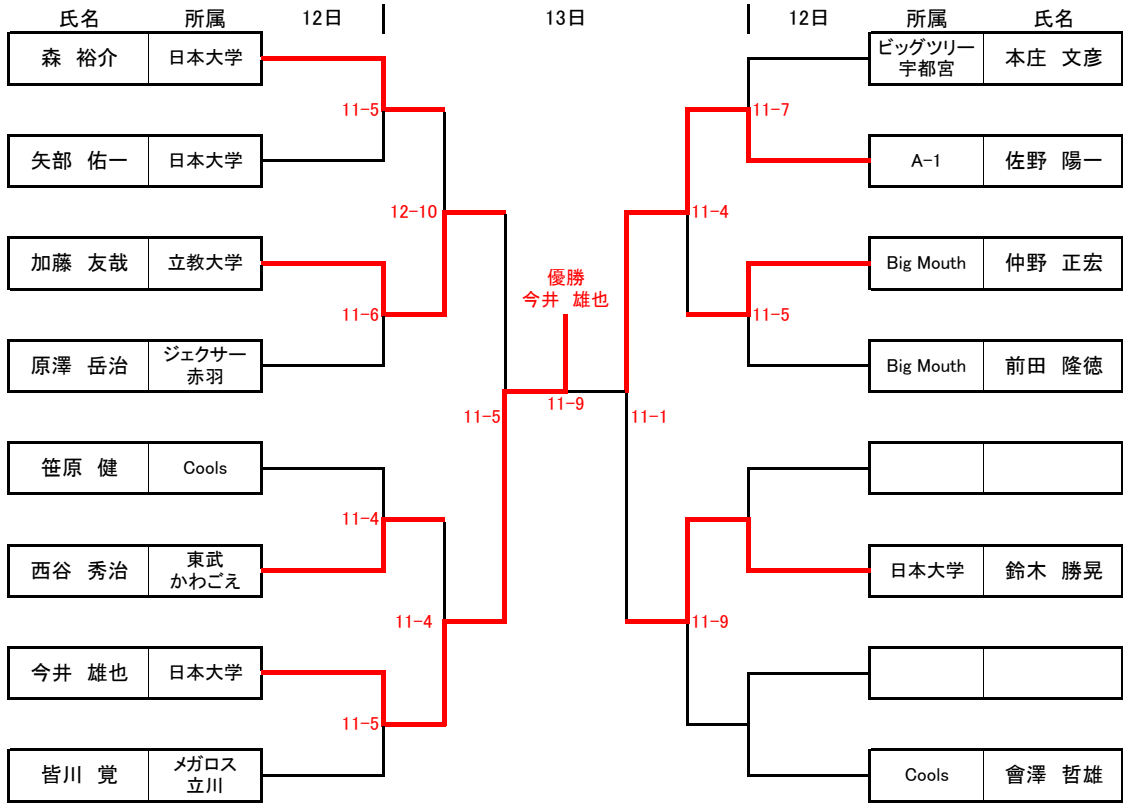 氏名 所属 12日 13日 12日 所属 氏名
森 裕介 日本大学
ビッグツリー
宇都宮
本庄 文彦
11-5
11-7
矢部 佑一 日本大学
A-1 佐野 陽一
12-10
11-4
加藤 友哉 立教大学
Big Mouth 仲野 正宏
優勝
今井 雄也
11-6
11-5
原澤 岳治
ジェクサー
赤羽
Big Mouth 前田 隆徳
11-5
11-9
11-1
笹原 健 Cools
11-4
西谷 秀治
東武
かわごえ
日本大学 鈴木 勝晃
11-4
11-9
今井 雄也 日本大学
11-5
皆川 覚
メガロス
立川
Cools 會澤 哲雄